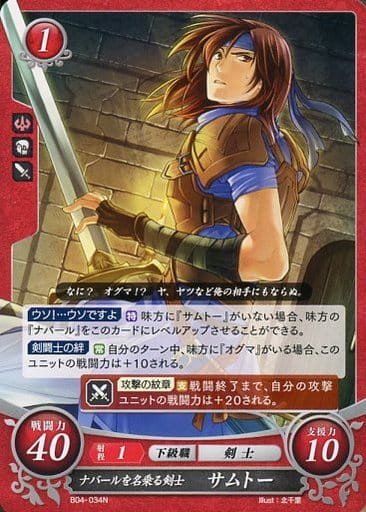 1
なに? オグマ!? ヤ、ヤツなど俺の相手にもならぬ。
ウソ!…ウソですよ 特 味方に『サムトー』がいない場合、味方の
『ナバール』をこのカードにレベルアップさせることができる。
剣闘士の絆 常 自分のターン中、味方に『オグマ』がいる場合、この
ユニットの戦闘力は+10される。
攻撃の紋章 支 戦闘終了まで、自分の攻撃
ユニットの戦闘力は+20される。
戦闘力
40
射程 1
下級職
剣士
支援力
10
ナバールを名乗る剣士 サムトー
B04-034N
Illust:北千里